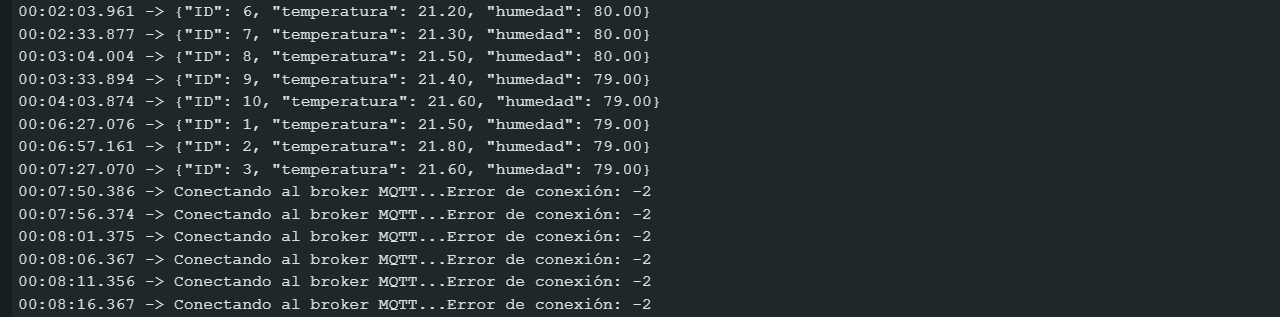 00:02:03.961 -> {"ID": 6, "temperatura": 21.20, "humedad": 80.00}
00:02:33.877 -> {"ID": 7, "temperatura": 21.30, "humedad": 80.00}
00:03:04.004 -> {"ID": 8, "temperatura": 21.50, "humedad": 80.00}
00:03:33.894 -> {"ID": 9, "temperatura": 21.40, "humedad": 79.00}
00:04:03.874 -> {"ID": 10, "temperatura": 21.60, "humedad": 79.00}
00:06:27.076 -> {"ID": 1, "temperatura": 21.50, "humedad": 79.00}
00:06:57.161 -> {"ID": 2, "temperatura": 21.80, "humedad": 79.00}
00:07:27.070 -> {"ID": 3, "temperatura": 21.60, "humedad": 79.00}
00:07:50.386 -> Conectando al broker MQTT...Error de conexión: -2
00:07:56.374 -> Conectando al broker MQTT...Error de conexión: -2
00:08:01.375 -> Conectando al broker MQTT...Error de conexión: -2
00:08:06.367 -> Conectando al broker MQTT...Error de conexión: -2
00:08:11.356 -> Conectando al broker MQTT...Error de conexión: -2
00:08:16.367 -> Conectando al broker MQTT...Error de conexión: -2